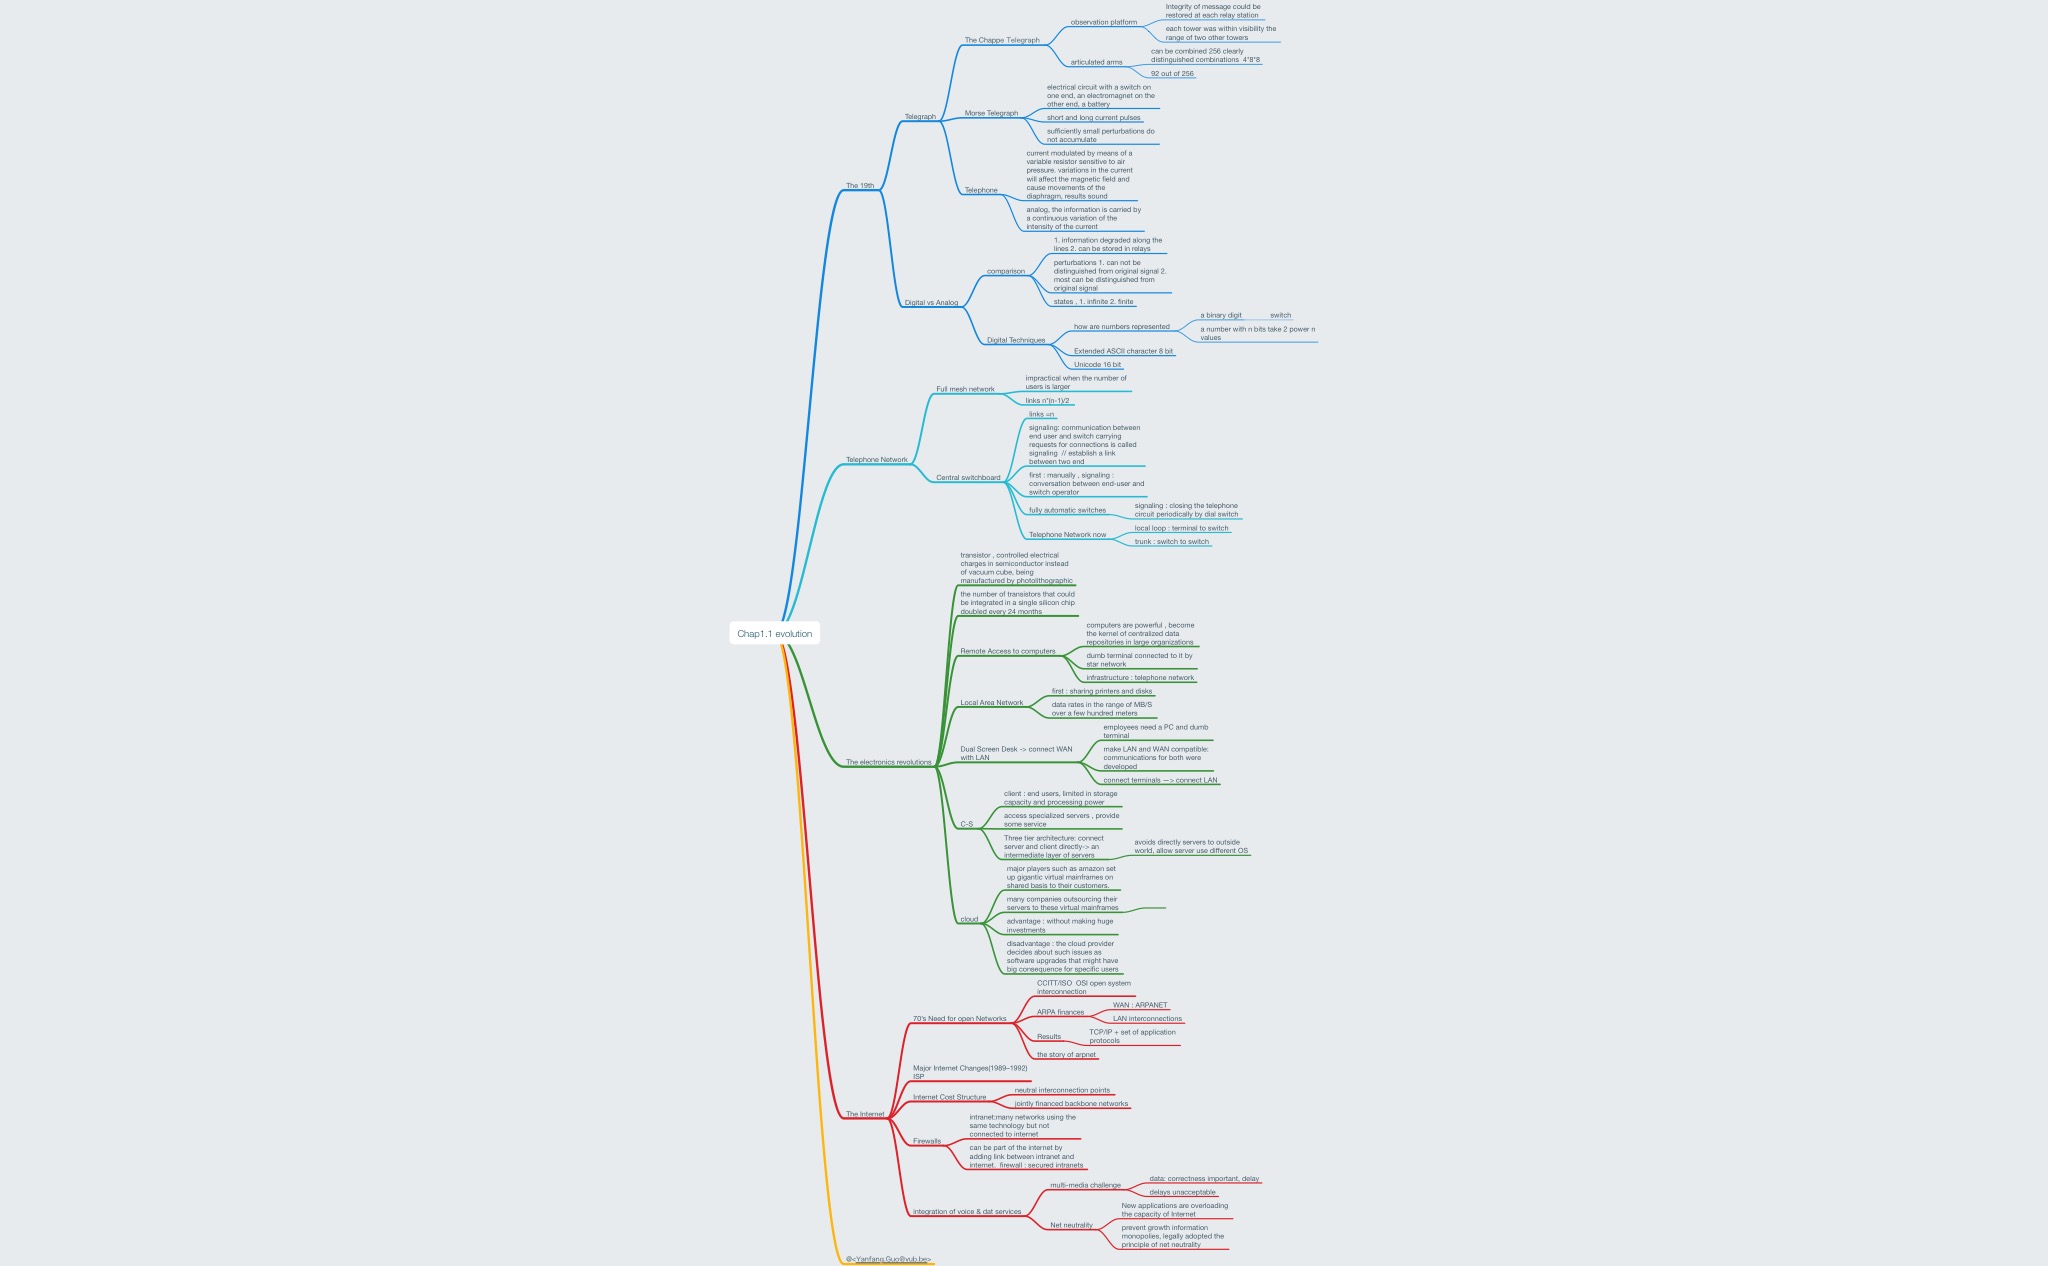 Integrity of message could be
restored at each relay station
observation platform
each tower was within visibility the
range of two other towers
The Chappe Telegraph
can be combined 256 clearly
distinguished combinations 4*8*8
articulated arms
92 out of 256
electrical circuit with a switch on
one end, an electromagnet on the
other end, a battery
Morse Telegraph
short and long current pulses
Telegraph
sufficiently small perturbations do
not accumulate
current modulated by means of a
variable resistor sensitive to air
pressure. variations in the current
will affect the magnetic field and
cause movements of the
diaphragm, results sound
Telephone
analog, the information is carried by
a continuous variation of the
intensity of the current
The 19th
1. information degraded along the
lines 2. can be stored in relays
comparison
perturbations 1. can not be
distinguished from original signal 2.
most can be distinguished from
original signal
states , 1. infinite 2. finite
Digital vs Analog
a binary digit
switch
how are numbers represented
a number with n bits take 2 power n
values
Digital Techniques
Extended ASCII character 8 bit
Unicode 16 bit
impractical when the number of
users is larger
Full mesh network
links n*(n-1)/2
links =n
signaling: communication between
end user and switch carrying
requests for connections is called
signaling // establish a link
between two end
Telephone Network
Central switchboard
first : manually , signaling :
conversation between end-user and
switch operator
fully automatic switches
signaling : closing the telephone
circuit periodically by dial switch
Telephone Network now
local loop : terminal to switch
trunk : switch to switch
transistor , controlled electrical
charges in semiconductor instead
of vacuum cube, being
manufactured by photolithographic
the number of transistors that could
be integrated in a single silicon chip
doubled every 24 months
Chap1.1 evolution
computers are powerful , become
the kernel of centralized data
repositories in large organizations
Remote Access to computers
dumb terminal connected to it by
star network
infrastructure : telephone network
first : sharing printers and disks
Local Area Network
data rates in the range of MB/S
over a few hundred meters
employees need a PC and dumb
terminal
Dual Screen Desk -> connect WAN
with LAN
make LAN and WAN compatible:
communications for both were
developed
The electronics revolutions
connect terminals —> connect LAN
client : end users, limited in storage
capacity and processing power
C-S
access specialized servers , provide
some service
Three tier architecture: connect
server and client directly-> an
intermediate layer of servers
avoids directly servers to outside
world, allow server use different OS
major players such as amazon set
up gigantic virtual mainframes on
shared basis to their customers.
many companies outsourcing their
servers to these virtual mainframes
cloud
advantage : without making huge
investments
disadvantage : the cloud provider
decides about such issues as
software upgrades that might have
big consequence for specific users
CCITT/ISO OSI open system
interconnection
70's Need for open Networks
ARPA finances
WAN : ARPANET
LAN interconnections
Results
TCP/IP + set of application
protocols
the story of arpnet
Major Internet Changes(1989–1992)
ISP
Internet Cost Structure
neutral interconnection points
jointly financed backbone networks
The Internet
intranet:many networks using the
same technology but not
connected to internet
Firewalls
can be part of the internet by
adding link between intranet and
internet, firewall : secured intranets
multi-media challenge
data: correctness important, delay
delays unacceptable
integration of voice & dat services
New applications are overloading
the capacity of Internet
Net neutrality
prevent growth information
monopolies, legally adopted the
principle of net neutrality
@<Yanfang.Guo@vub.be>